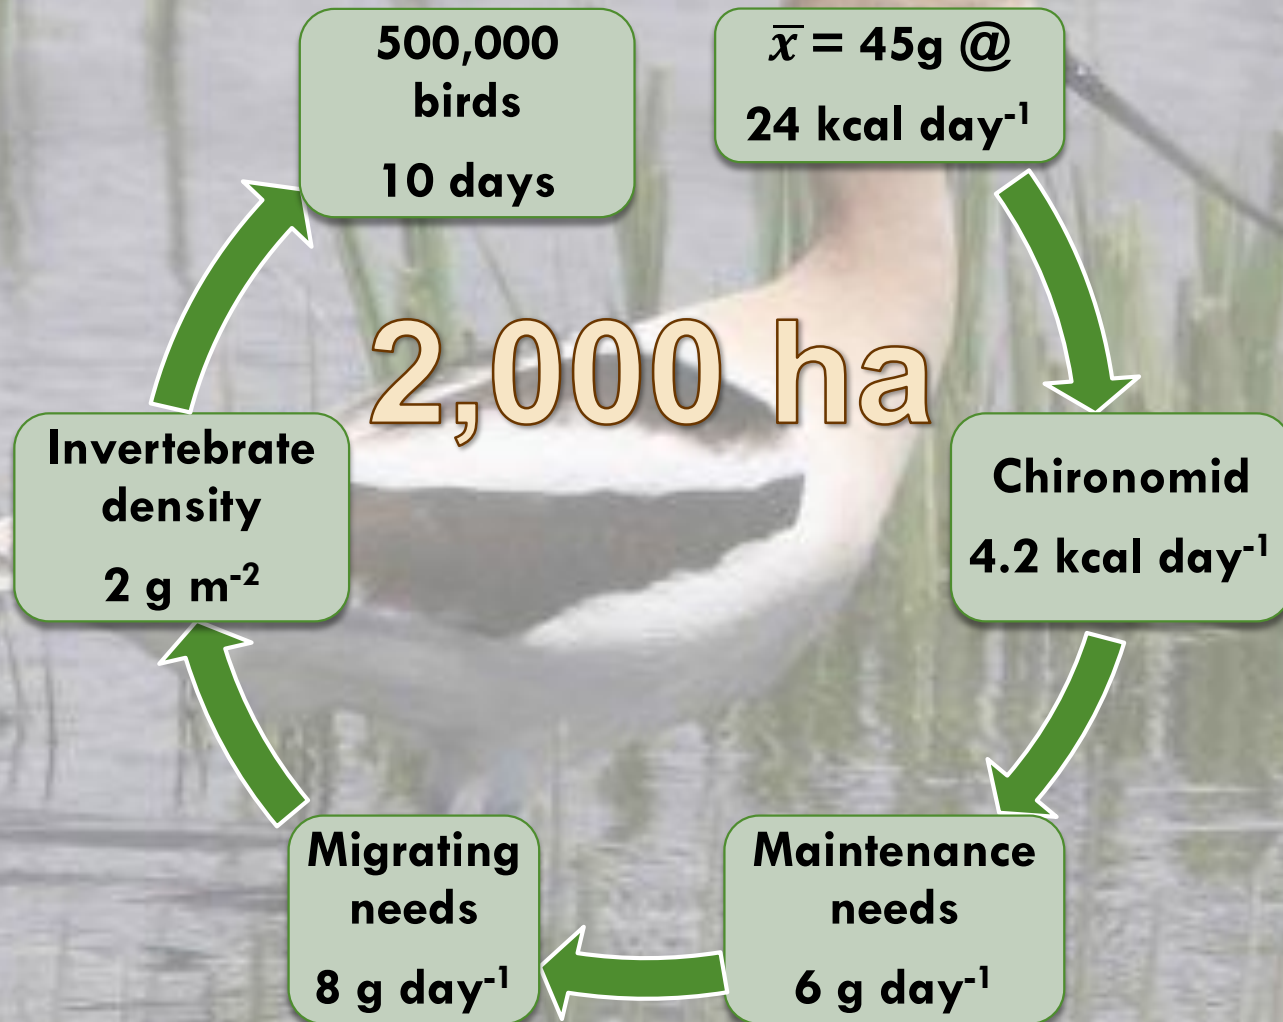 500,000
birds
10 days
x̅ = 45g @
24 kcal day⁻¹
2,000 ha
Invertebrate
density
2 g m⁻²
Chironomid
4.2 kcal day⁻¹
Migrating
needs
8 g day⁻¹
Maintenance
needs
6 g day⁻¹